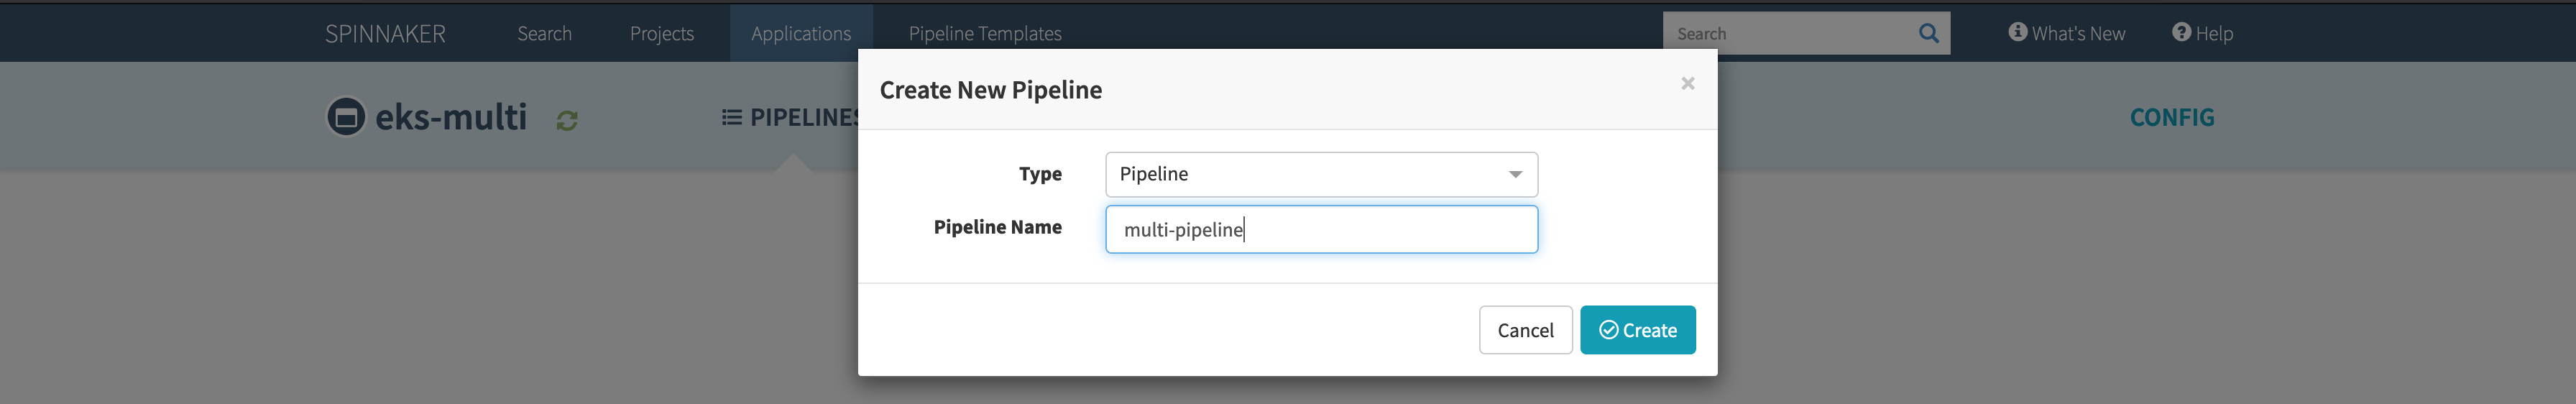 SPINNAKER Search Projects Applications Pipeline Templates Search What's New Help
eks-multi PIPELINES CONFIG
Create New Pipeline ×
Type Pipeline
Pipeline Name multi-pipeline
Cancel Create